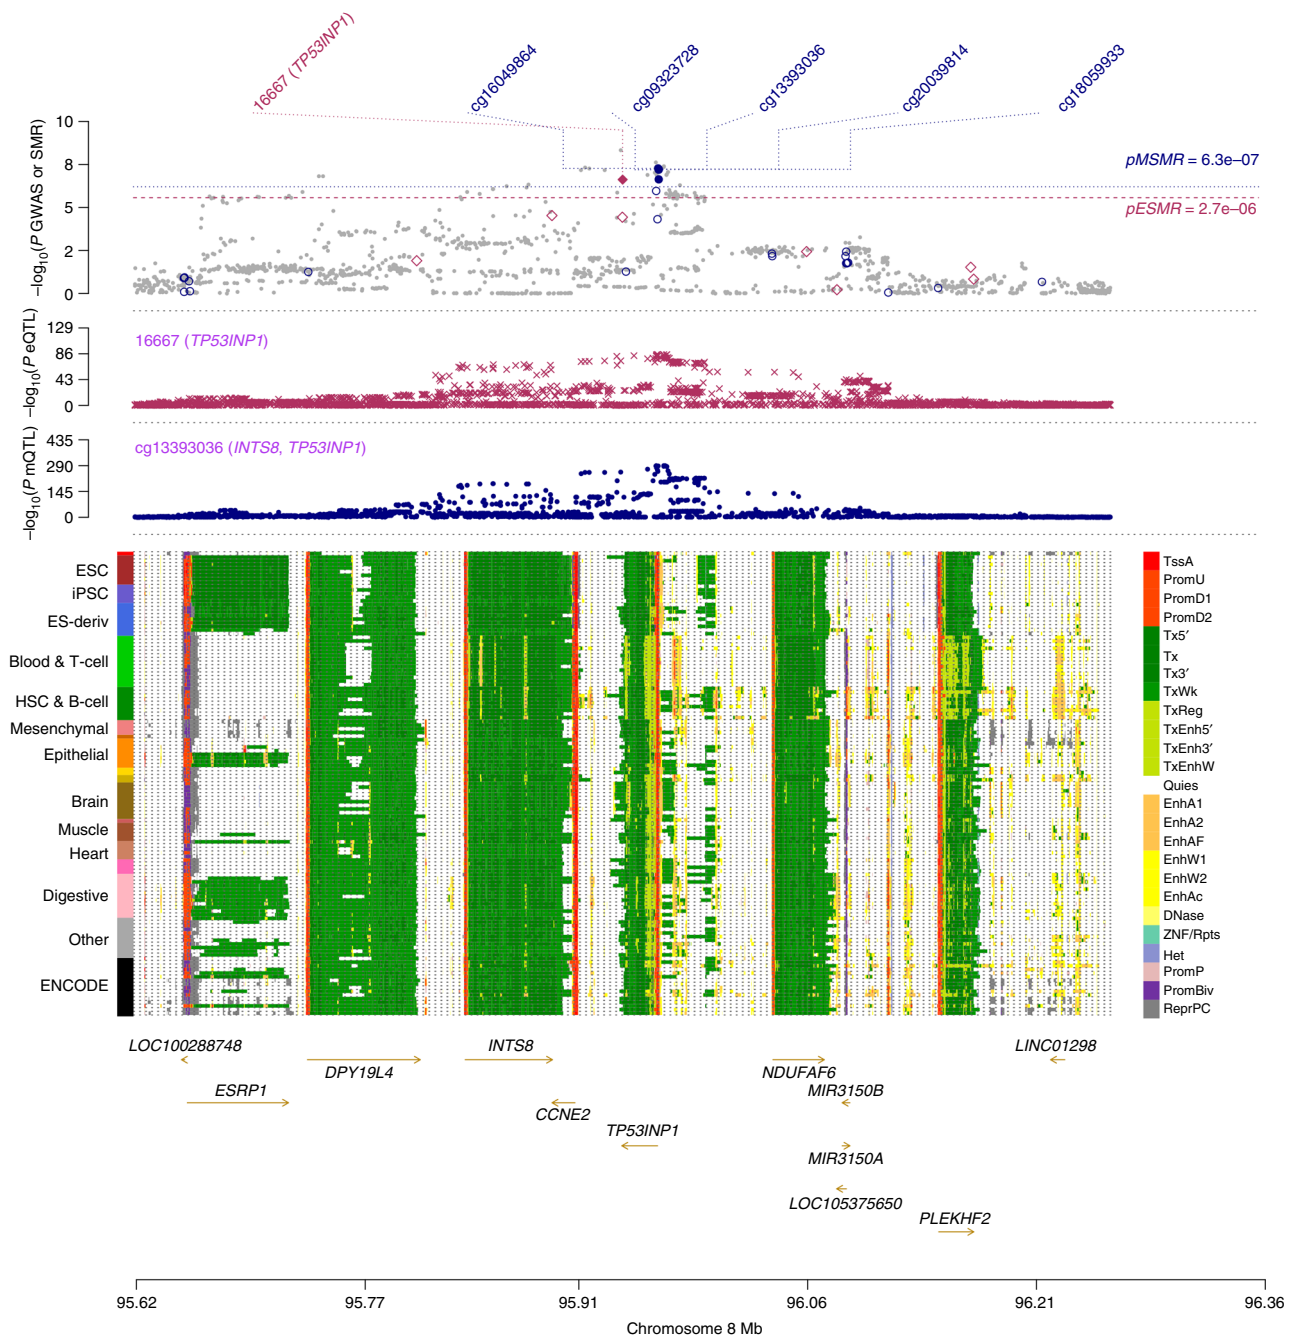 16667 (TP53INP1)
cg16049864
cg09323728
cg13393036
cg20039814
cg18059933
−log10(P GWAS or SMR)
10
8
5
2
0
pMSMR = 6.3e−07
pESMR = 2.7e−06
−log10(P eQTL)
129
86
43
0
16667 (TP53INP1)
−log10(P mQTL)
435
290
145
0
cg13393036 (INTS8, TP53INP1)
ESC
iPSC
ES-deriv
Blood & T-cell
HSC & B-cell
Mesenchymal
Epithelial
Brain
Muscle
Heart
Digestive
Other
ENCODE
TssA
PromU
PromD1
PromD2
Tx5′
Tx
Tx3′
TxWk
TxReg
TxEnh5′
TxEnh3′
TxEnhW
Quies
EnhA1
EnhA2
EnhAF
EnhW1
EnhW2
EnhAc
DNase
ZNF/Rpts
Het
PromP
PromBiv
ReprPC
LOC100288748
INTS8
LINC01298
DPY19L4
NDUFAF6
ESRP1
MIR3150B
CCNE2
TP53INP1
MIR3150A
LOC105375650
PLEKHF2
95.62
95.77
95.91
96.06
96.21
96.36
Chromosome 8 Mb